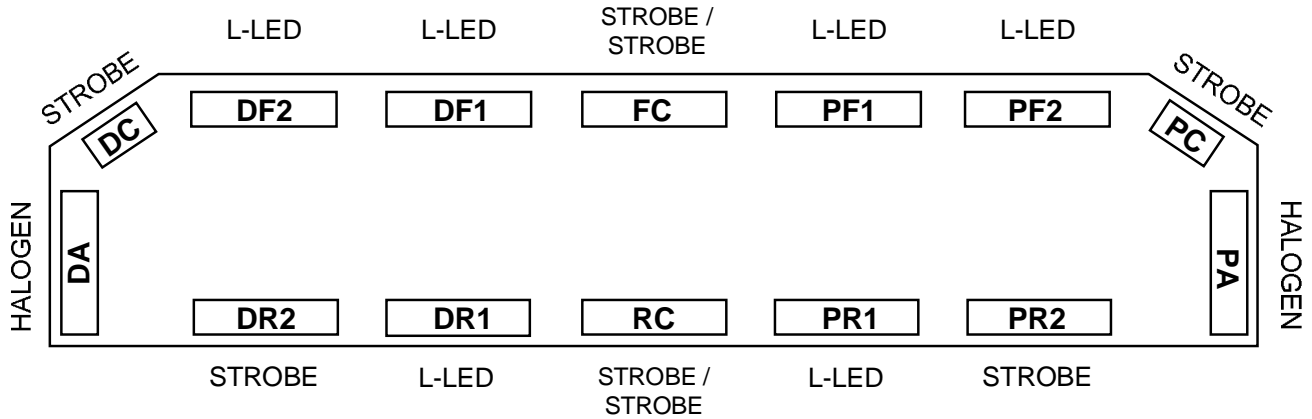 L-LED
L-LED
STROBE /
STROBE
L-LED
L-LED
STROBE
STROBE
DF2
DF1
FC
PF1
PF2
DC
PC
HALOGEN
DA
PA
HALOGEN
DR2
DR1
RC
PR1
PR2
STROBE
L-LED
STROBE /
STROBE
L-LED
STROBE